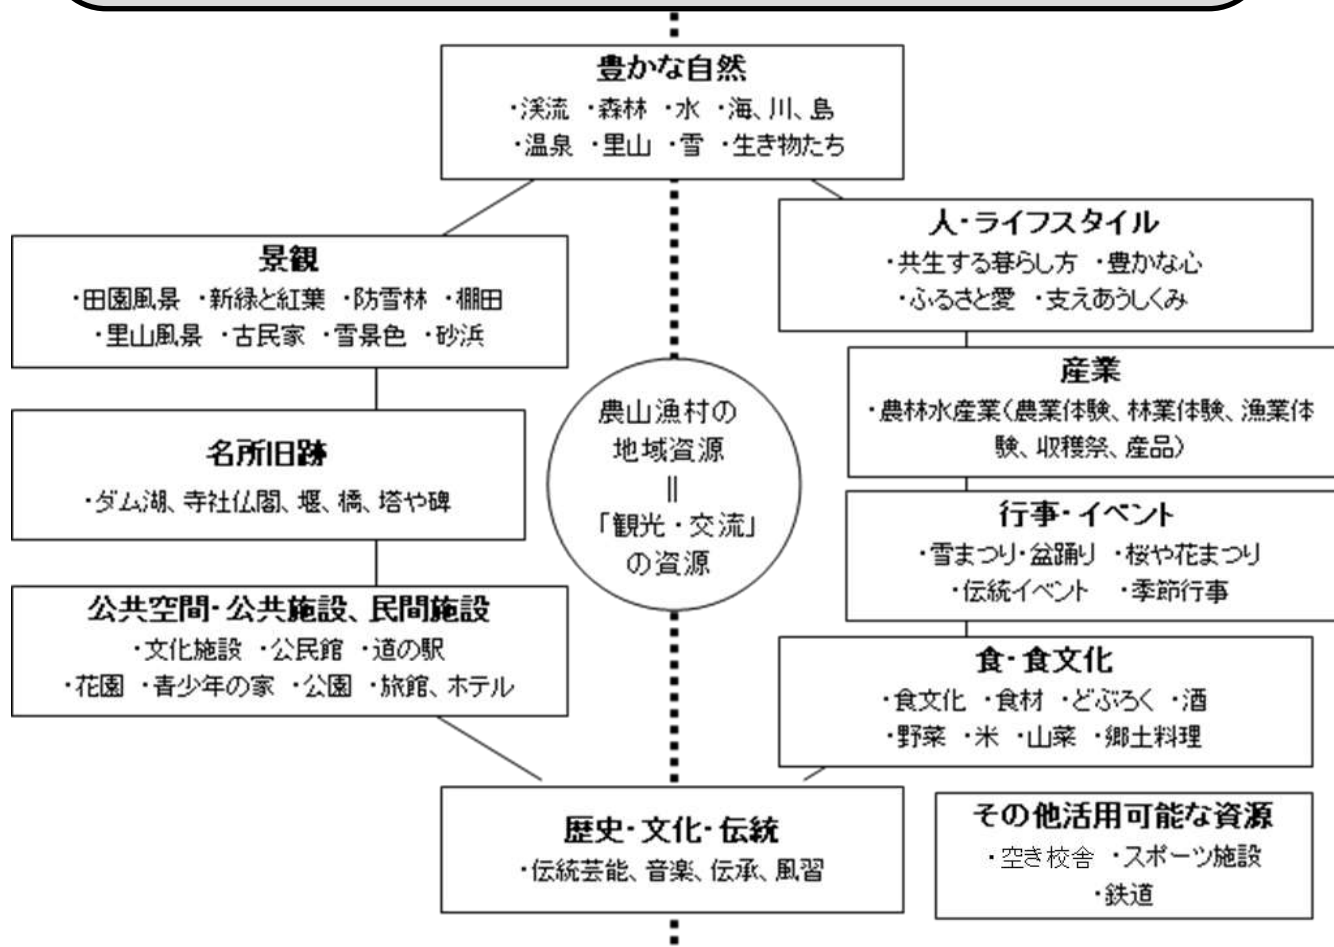 豊かな自然
・渓流 ・森林 ・水 ・海、川、島
・温泉 ・里山 ・雪 ・生き物たち
人・ライフスタイル
・共生する暮らし方 ・豊かな心
・ふるさと愛 ・支えあうしくみ
景観
・田園風景 ・新緑と紅葉 ・防雪林 ・棚田
・里山風景 ・古民家 ・雪景色 ・砂浜
産業
・農林水産業(農業体験、林業体験、漁業体
験、収穫祭、産品)
農山漁村の
地域資源
||
「観光・交流」
の資源
名所旧跡
・ダム湖、寺社仏閣、堰、橋、塔や碑
行事・イベント
・雪まつり・盆踊り ・桜や花まつり
・伝統イベント ・季節行事
公共空間・公共施設、民間施設
・文化施設 ・公民館 ・道の駅
・花園 ・青少年の家 ・公園 ・旅館、ホテル
食・食文化
・食文化 ・食材 ・どぶろく ・酒
・野菜 ・米 ・山菜 ・郷土料理
歴史・文化・伝統
・伝統芸能、音楽、伝承、風習
その他活用可能な資源
・空き校舎 ・スポーツ施設
・鉄道